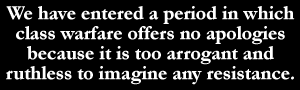 We have entered a period in which
class warfare offers no apologies
because it is too arrogant and
ruthless to imagine any resistance.